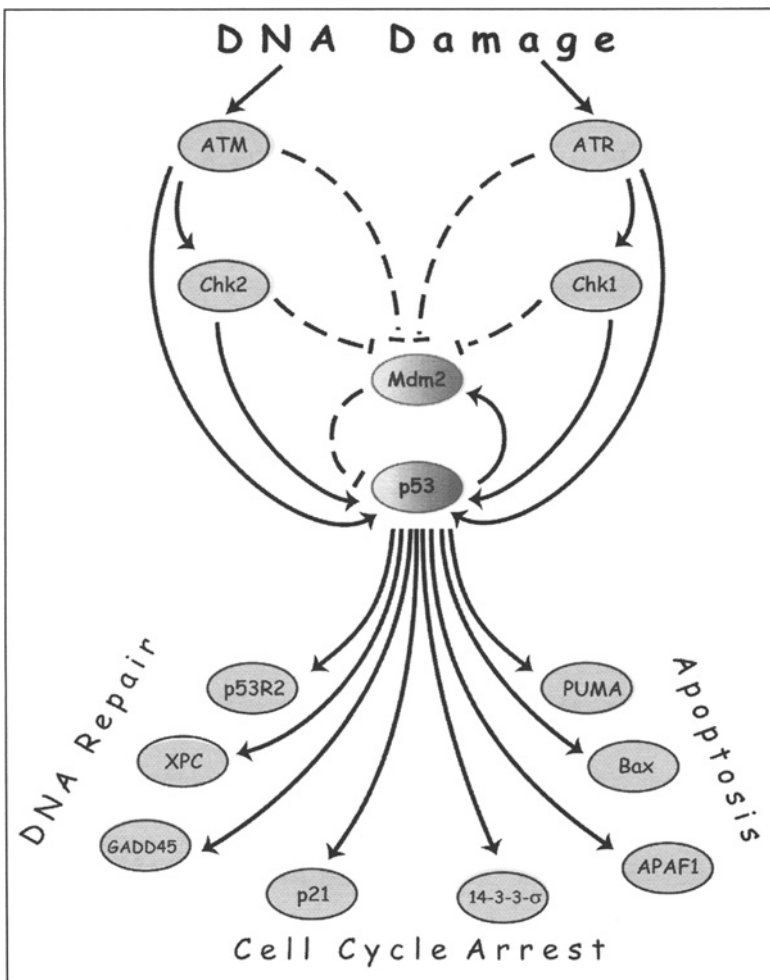 DNA Damage
ATM
ATR
Chk2
Chk1
Mdm2
p53
p53R2
PUMA
XPC
Bax
GADD45
APAF1
p21
14-3-3-σ
DNA Repair
Apoptosis
Cell Cycle Arrest